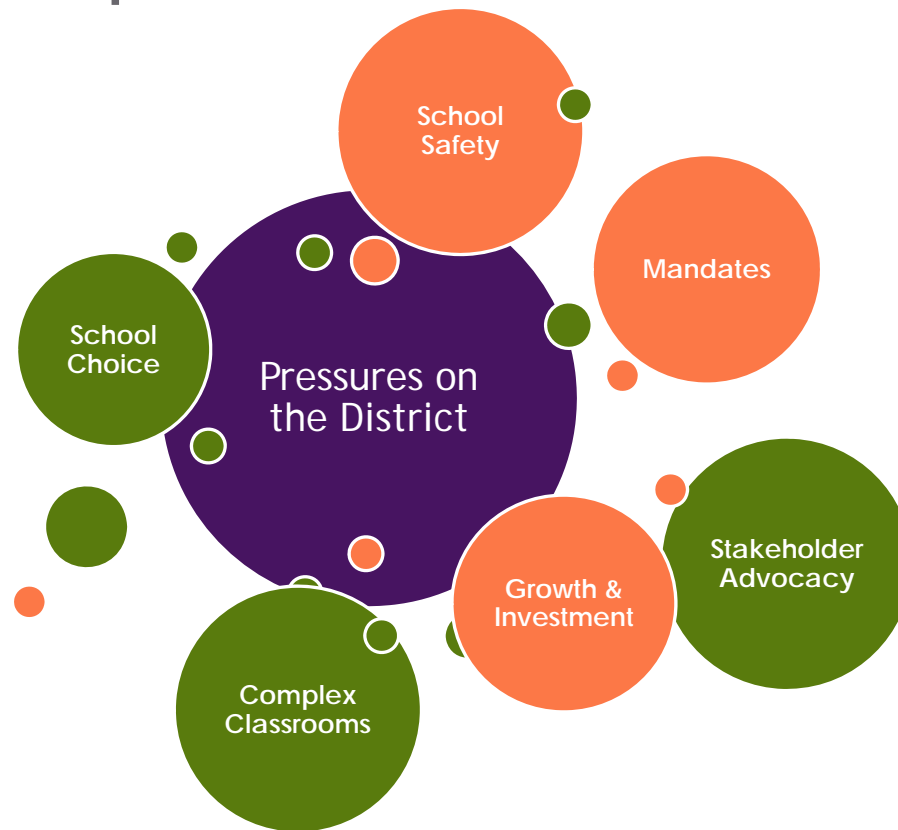 School
Safety
Mandates
School
Choice
Pressures on
the District
Stakeholder
Advocacy
Growth &
Investment
Complex
Classrooms